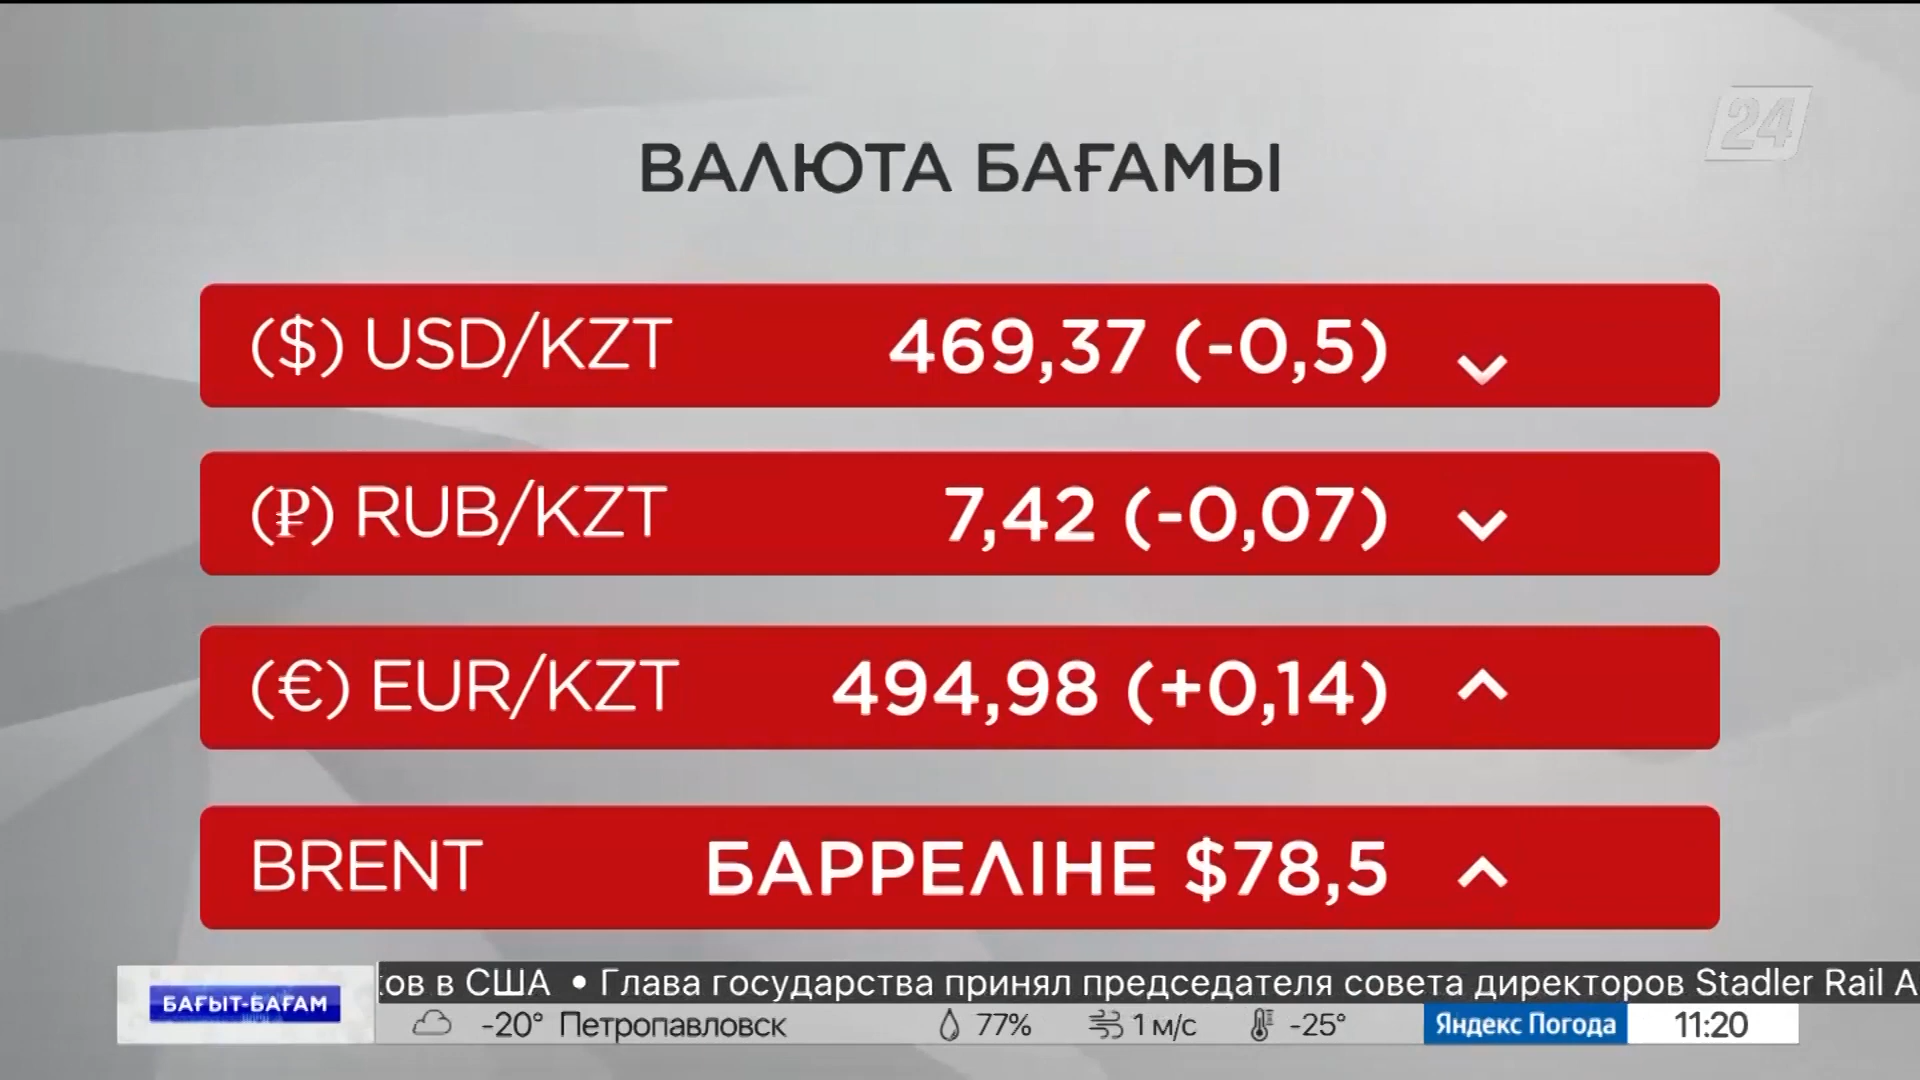 24
ВАЛЮТА БАҒАМЫ
($) USD/KZT 469,37 (-0,5)
(₽) RUB/KZT 7,42 (-0,07)
(€) EUR/KZT 494,98 (+0,14)
BRENT БАРРЕЛІНЕ $78,5
ков в США • Глава государства принял председателя совета директоров Stadler Rail A
БАҒЫТ-БАҒАМ
-20° Петропавловск 77% 1 м/с -25° Яндекс Погода 11:20